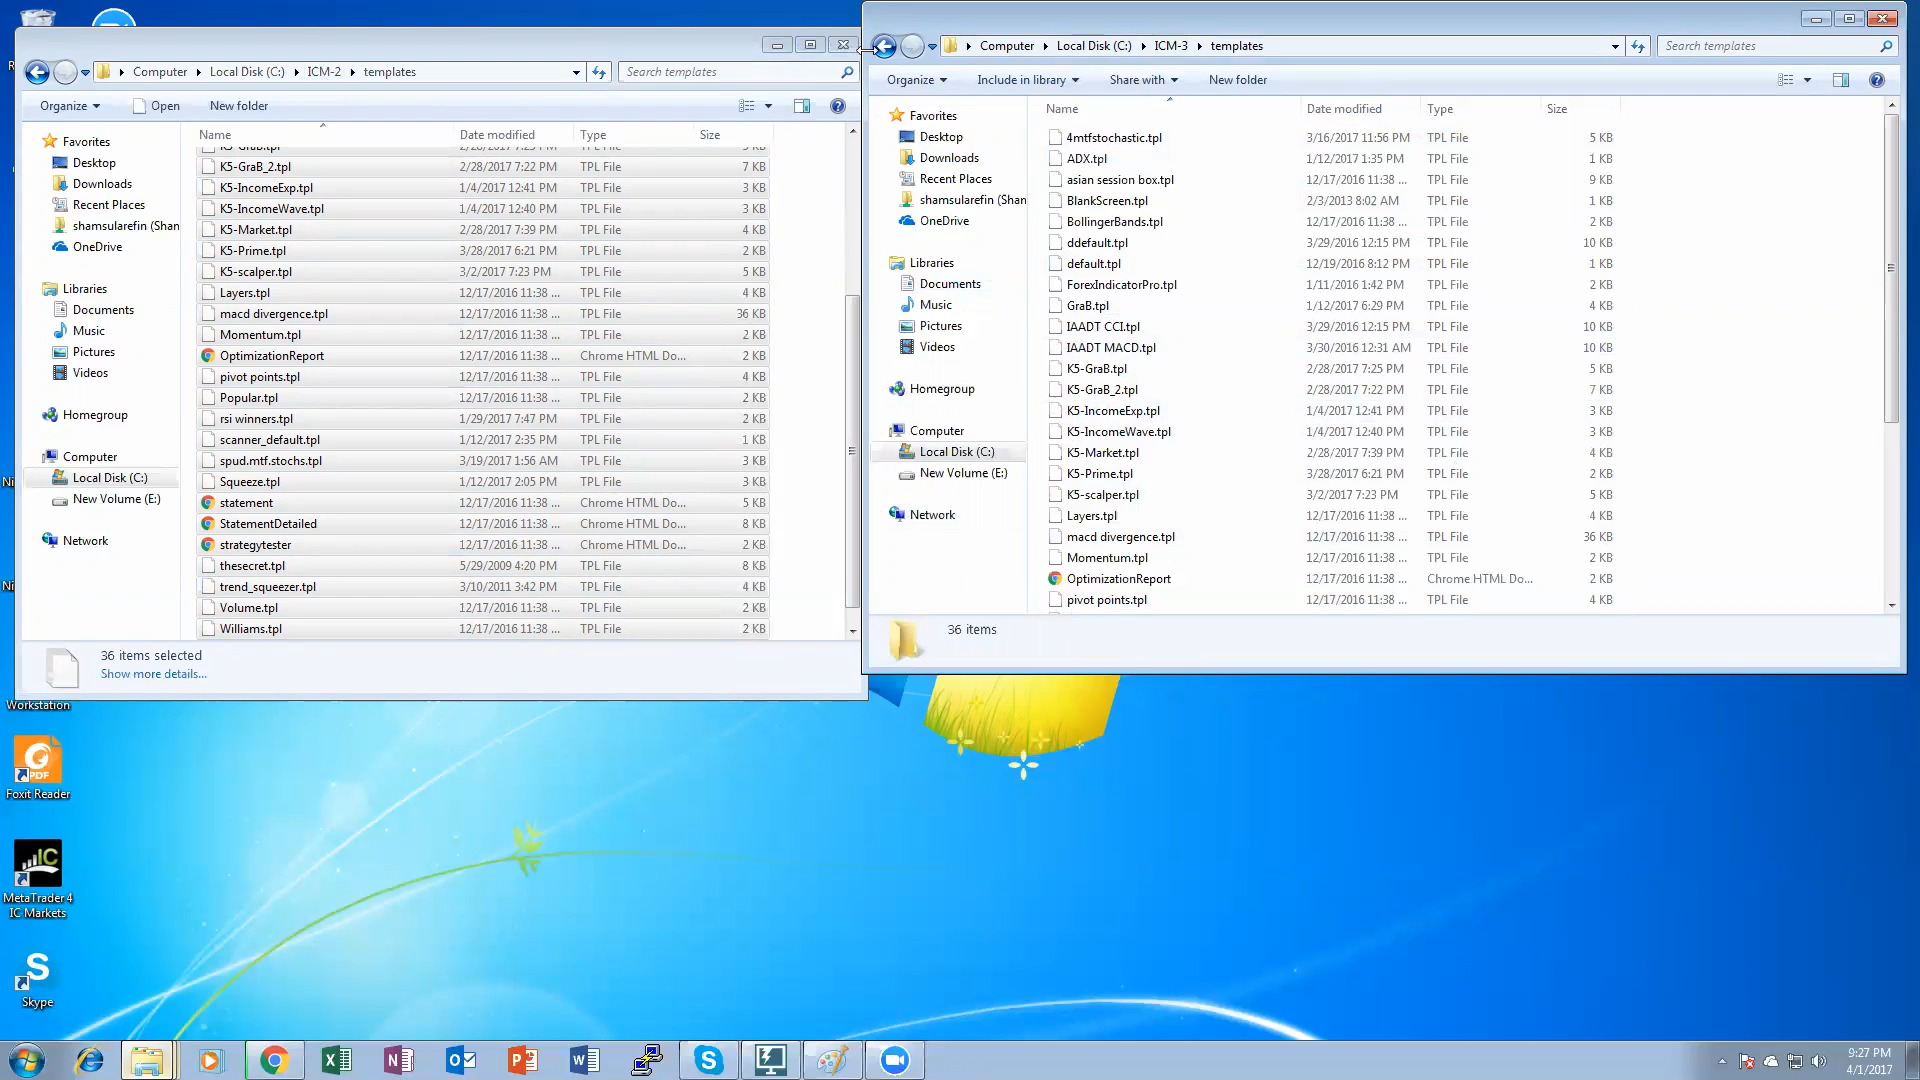 Computer ▸ Local Disk (C:) ▸ ICM-2 ▸ templates
Search templates
Organize
Open
New folder
Name
Date modified
Type
Size
Favorites
Desktop
Downloads
Recent Places
shamsularefin (Shan
OneDrive
Libraries
Documents
Music
Pictures
Videos
Homegroup
Computer
Local Disk (C:)
New Volume (E:)
Network
K5-GraB.tpl 2/28/2017 7:25 PM TPL File 5 KB
K5-GraB_2.tpl 2/28/2017 7:22 PM TPL File 7 KB
K5-IncomeExp.tpl 1/4/2017 12:41 PM TPL File 3 KB
K5-IncomeWave.tpl 1/4/2017 12:40 PM TPL File 3 KB
K5-Market.tpl 2/28/2017 7:39 PM TPL File 4 KB
K5-Prime.tpl 3/28/2017 6:21 PM TPL File 2 KB
K5-scalper.tpl 3/2/2017 7:23 PM TPL File 5 KB
Layers.tpl 12/17/2016 11:38 ... TPL File 4 KB
macd divergence.tpl 12/17/2016 11:38 ... TPL File 36 KB
Momentum.tpl 12/17/2016 11:38 ... TPL File 2 KB
OptimizationReport 12/17/2016 11:38 ... Chrome HTML Do... 2 KB
pivot points.tpl 12/17/2016 11:38 ... TPL File 4 KB
Popular.tpl 12/17/2016 11:38 ... TPL File 2 KB
rsi winners.tpl 1/29/2017 7:47 PM TPL File 2 KB
scanner_default.tpl 1/12/2017 2:35 PM TPL File 1 KB
spud.mtf.stochs.tpl 3/19/2017 1:56 AM TPL File 3 KB
Squeeze.tpl 1/12/2017 2:05 PM TPL File 3 KB
statement 12/17/2016 11:38 ... Chrome HTML Do... 5 KB
StatementDetailed 12/17/2016 11:38 ... Chrome HTML Do... 8 KB
strategytester 12/17/2016 11:38 ... Chrome HTML Do... 2 KB
thesecret.tpl 5/29/2009 4:20 PM TPL File 8 KB
trend_squeezer.tpl 3/10/2011 3:42 PM TPL File 4 KB
Volume.tpl 12/17/2016 11:38 ... TPL File 2 KB
Williams.tpl 12/17/2016 11:38 ... TPL File 2 KB
36 items selected
Show more details...
Computer ▸ Local Disk (C:) ▸ ICM-3 ▸ templates
Search templates
Organize
Include in library
Share with
New folder
Name
Date modified
Type
Size
Favorites
Desktop
Downloads
Recent Places
shamsularefin (Shan
OneDrive
Libraries
Documents
Music
Pictures
Videos
Homegroup
Computer
Local Disk (C:)
New Volume (E:)
Network
4mtfstochastic.tpl 3/16/2017 11:56 PM TPL File 5 KB
ADX.tpl 1/12/2017 1:35 PM TPL File 1 KB
asian session box.tpl 12/17/2016 11:38 ... TPL File 9 KB
BlankScreen.tpl 2/3/2013 8:02 AM TPL File 1 KB
BollingerBands.tpl 12/17/2016 11:38 ... TPL File 2 KB
ddefault.tpl 3/29/2016 12:15 PM TPL File 10 KB
default.tpl 12/19/2016 8:12 PM TPL File 1 KB
ForexIndicatorPro.tpl 1/11/2016 1:42 PM TPL File 2 KB
GraB.tpl 1/12/2017 6:29 PM TPL File 4 KB
IAADT CCI.tpl 3/29/2016 12:15 PM TPL File 10 KB
IAADT MACD.tpl 3/30/2016 12:31 AM TPL File 10 KB
K5-GraB.tpl 2/28/2017 7:25 PM TPL File 5 KB
K5-GraB_2.tpl 2/28/2017 7:22 PM TPL File 7 KB
K5-IncomeExp.tpl 1/4/2017 12:41 PM TPL File 3 KB
K5-IncomeWave.tpl 1/4/2017 12:40 PM TPL File 3 KB
K5-Market.tpl 2/28/2017 7:39 PM TPL File 4 KB
K5-Prime.tpl 3/28/2017 6:21 PM TPL File 2 KB
K5-scalper.tpl 3/2/2017 7:23 PM TPL File 5 KB
Layers.tpl 12/17/2016 11:38 ... TPL File 4 KB
macd divergence.tpl 12/17/2016 11:38 ... TPL File 36 KB
Momentum.tpl 12/17/2016 11:38 ... TPL File 2 KB
OptimizationReport 12/17/2016 11:38 ... Chrome HTML Do... 2 KB
pivot points.tpl 12/17/2016 11:38 ... TPL File 4 KB
36 items
Workstation
PDF
Foxit Reader
IC
MetaTrader 4
IC Markets
Skype
9:27 PM
4/1/2017